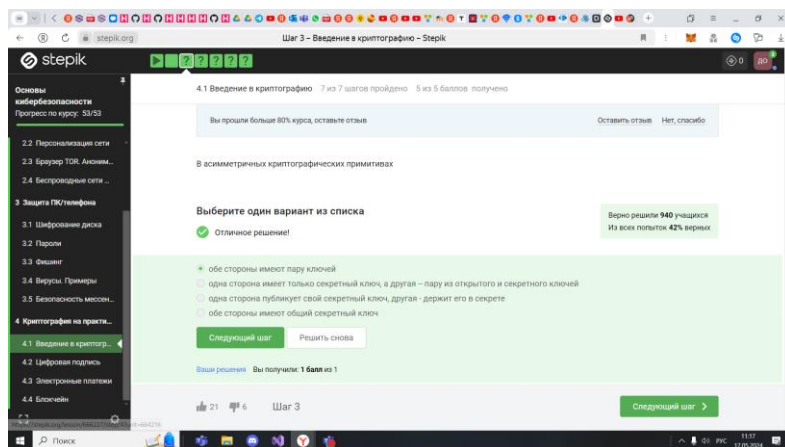 stepik.org
Шаг 3 – Введение в криптографию – Stepik
stepik
0
ДО
Основы
кибербезопасности
Прогресс по курсу: 53/53
4.1 Введение в криптографию 7 из 7 шагов пройдено 5 из 5 баллов получено
Вы прошли больше 80% курса, оставьте отзыв
Оставить отзыв
Нет, спасибо
2.2 Персонализация сети
2.3 Браузер TOR. Аноним...
2.4 Беспроводные сети ...
3 Защита ПК/телефона
3.1 Шифрование диска
3.2 Пароли
3.3 Фишинг
3.4 Вирусы. Примеры
3.5 Безопасность мессен...
4 Криптография на практи...
4.1 Введение в криптогр...
4.2 Цифровая подпись
4.3 Электронные платежи
4.4 Блокчейн
В асимметричных криптографических примитивах
Выберите один вариант из списка
Отличное решение!
Верно решили 940 учащихся
Из всех попыток 42% верных
обе стороны имеют пару ключей
одна сторона имеет только секретный ключ, а другая – пару из открытого и секретного ключей
одна сторона публикует свой секретный ключ, другая - держит его в секрете
обе стороны имеют общий секретный ключ
Следующий шаг
Решить снова
Ваши решения Вы получили: 1 балл из 1
21
6
Шаг 3
Следующий шаг
Поиск
РУС
11:37
17.05.2024